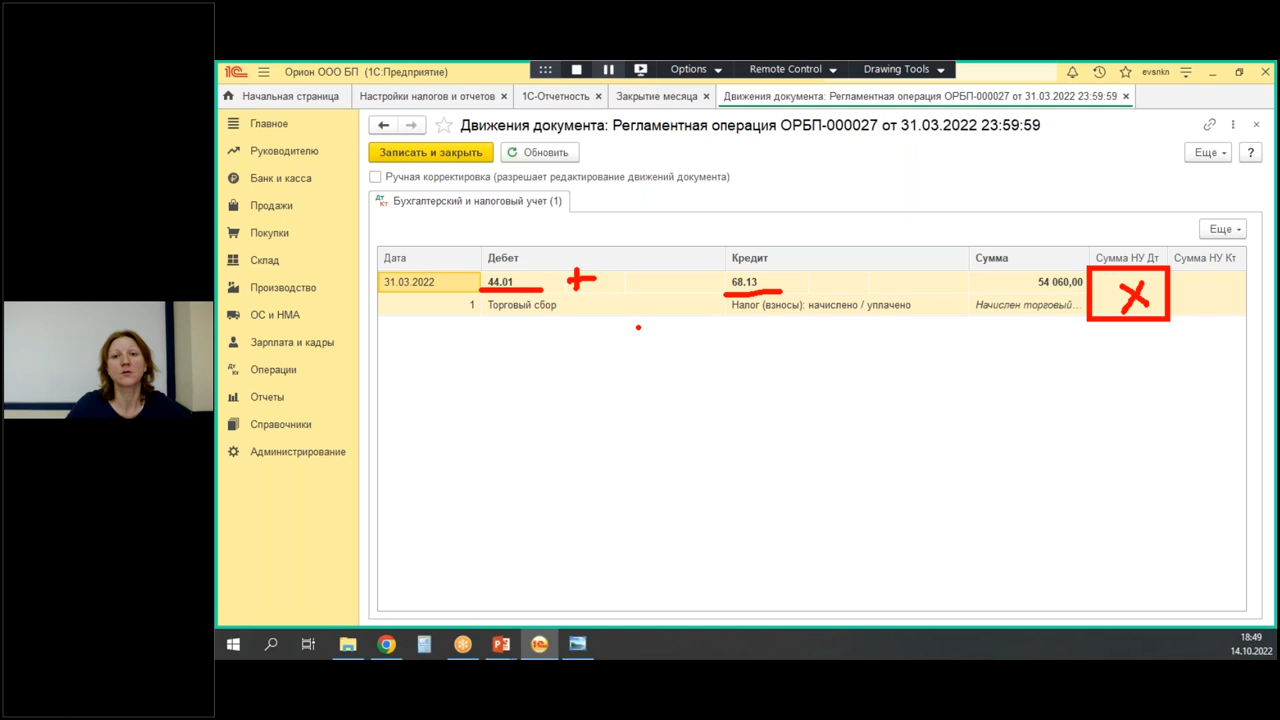 Орион ООО БП (1С:Предприятие)
Options
Remote Control
Drawing Tools
evsnkn
Начальная страница
Настройки налогов и отчетов ×
1С-Отчетность ×
Закрытие месяца ×
Движения документа: Регламентная операция ОРБП-000027 от 31.03.2022 23:59:59 ×
Главное
Руководителю
Банк и касса
Продажи
Покупки
Склад
Производство
ОС и НМА
Зарплата и кадры
Операции
Отчеты
Справочники
Администрирование
Движения документа: Регламентная операция ОРБП-000027 от 31.03.2022 23:59:59
Записать и закрыть
Обновить
Еще
?
Ручная корректировка (разрешает редактирование движений документа)
Дт Кт Бухгалтерский и налоговый учет (1)
Еще
Дата Дебет Кредит Сумма Сумма НУ Дт Сумма НУ Кт
31.03.2022 44.01 68.13 54 060,00
1 Торговый сбор Налог (взносы): начислено / уплачено Начислен торговый...
18:49
14.10.2022